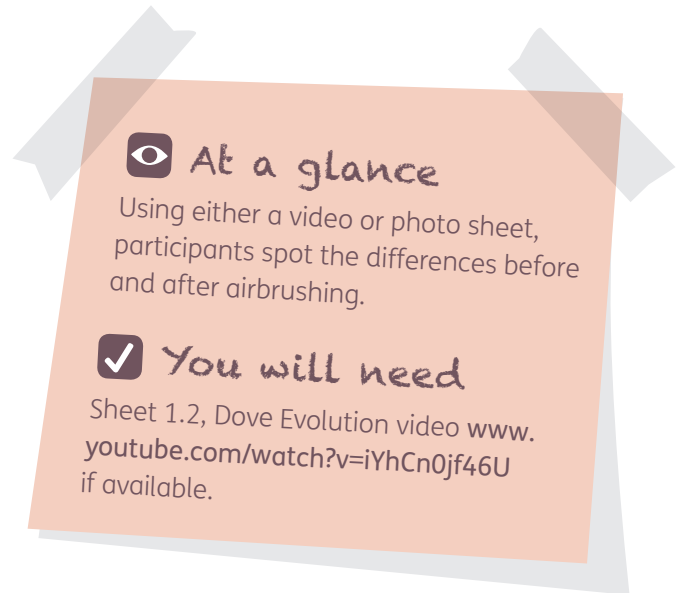 At a glance
Using either a video or photo sheet,
participants spot the differences before
and after airbrushing.
You will need
Sheet 1.2, Dove Evolution video www.
youtube.com/watch?v=iYhCn0jf46U
if available.